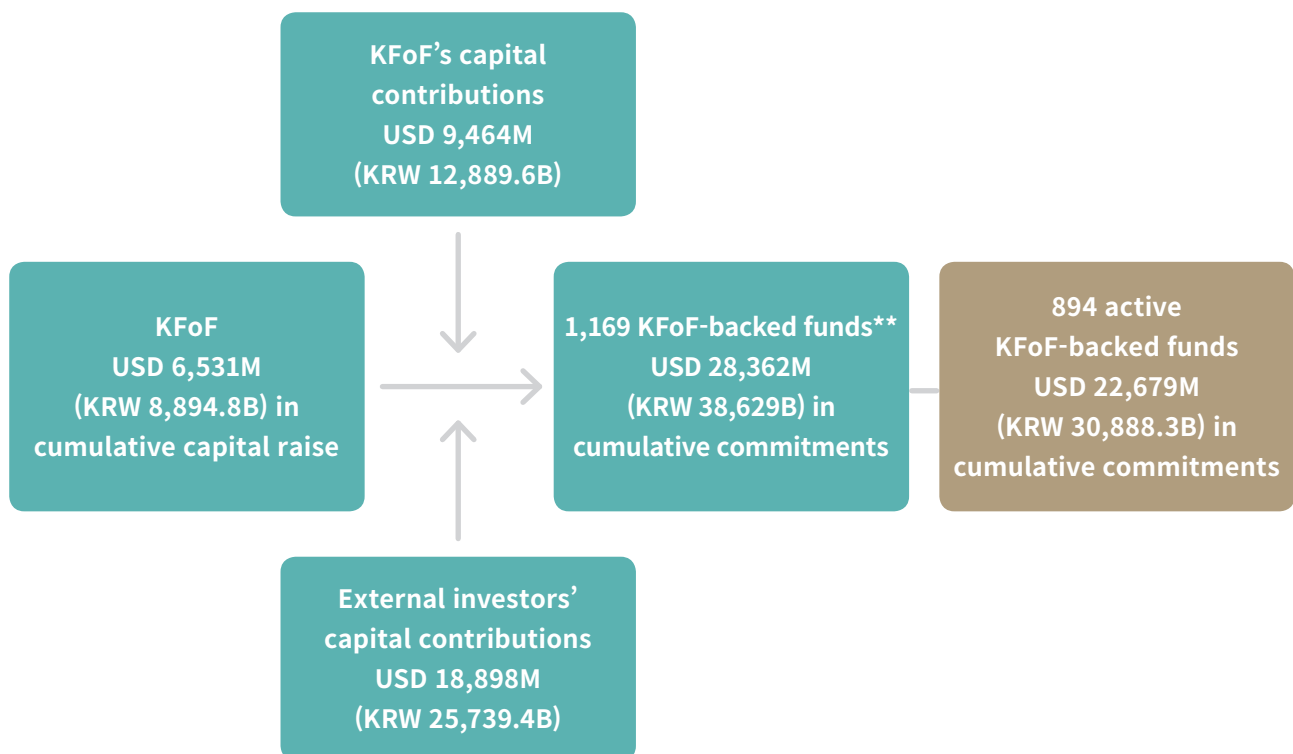 KFoF’s capital
contributions
USD 9,464M
(KRW 12,889.6B)
KFoF
USD 6,531M
(KRW 8,894.8B) in
cumulative capital raise
1,169 KFoF-backed funds**
USD 28,362M
(KRW 38,629B) in
cumulative commitments
894 active
KFoF-backed funds
USD 22,679M
(KRW 30,888.3B) in
cumulative commitments
External investors’
capital contributions
USD 18,898M
(KRW 25,739.4B)